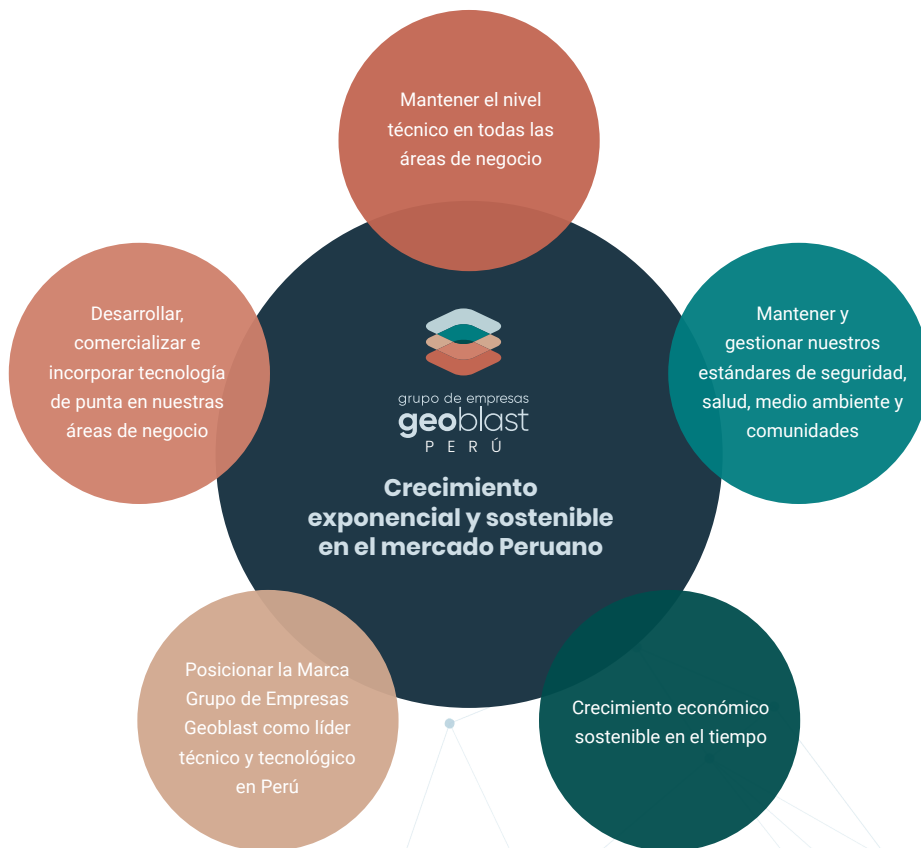 Mantener el nivel
técnico en todas las
áreas de negocio
Desarrollar,
comercializar e
incorporar tecnología
de punta en nuestras
áreas de negocio
Mantener y
gestionar nuestros
estándares de seguridad,
salud, medio ambiente y
comunidades
grupo de empresas
geoblast
PERÚ
Crecimiento
exponencial y sostenible
en el mercado Peruano
Posicionar la Marca
Grupo de Empresas
Geoblast como líder
técnico y tecnológico
en Perú
Crecimiento económico
sostenible en el tiempo